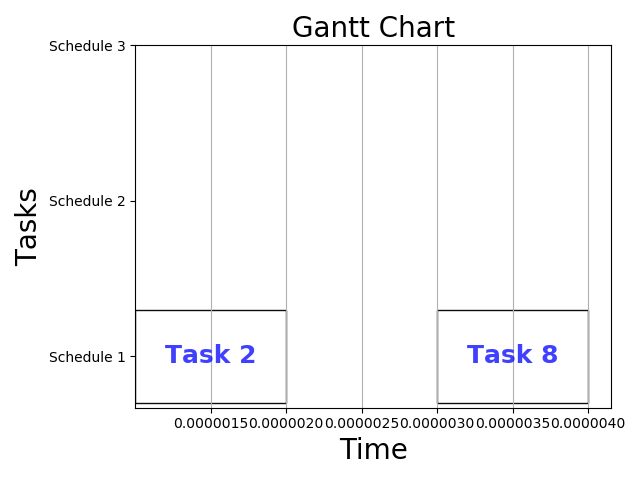 Gantt Chart
Schedule 3
Schedule 2
Schedule 1
Tasks
Task 2
Task 8
0.0000015 0.0000020 0.0000025 0.0000030 0.0000035 0.0000040
Time